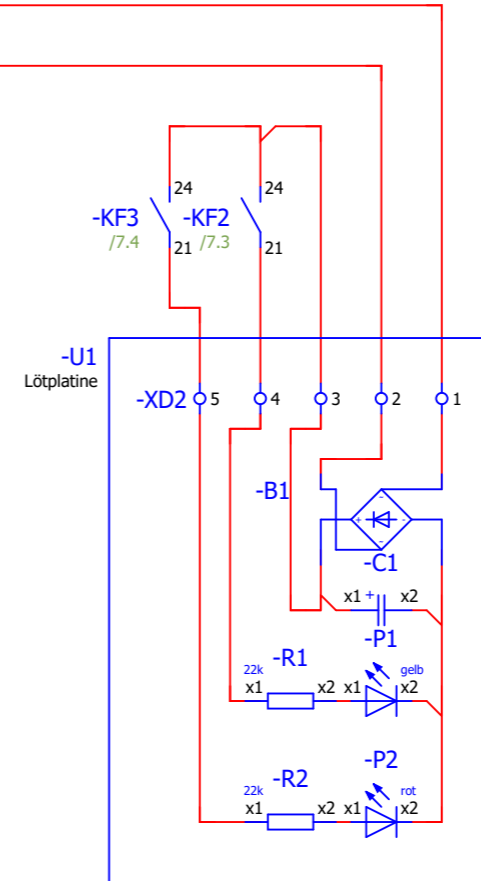 24
24
-KF3
-KF2
/7.4
21
/7.3
21
-U1
Lötplatine
-XD2
5
4
3
2
1
-B1
+
-
-C1
x1
+
x2
-P1
-R1
22k
gelb
x1
x2
x1
x2
-R2
-P2
22k
rot
x1
x2
x1
x2